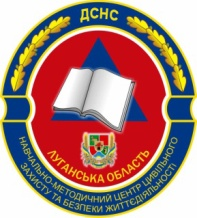 ДСНС
ЛУГАНСЬКА ОБЛАСТЬ
НАВЧАЛЬНО-МЕТОДИЧНИЙ ЦЕНТР ЦИВІЛЬНОГО
ЗАХИСТУ ТА БЕЗПЕКИ ЖИТТЄДІЯЛЬНОСТІ